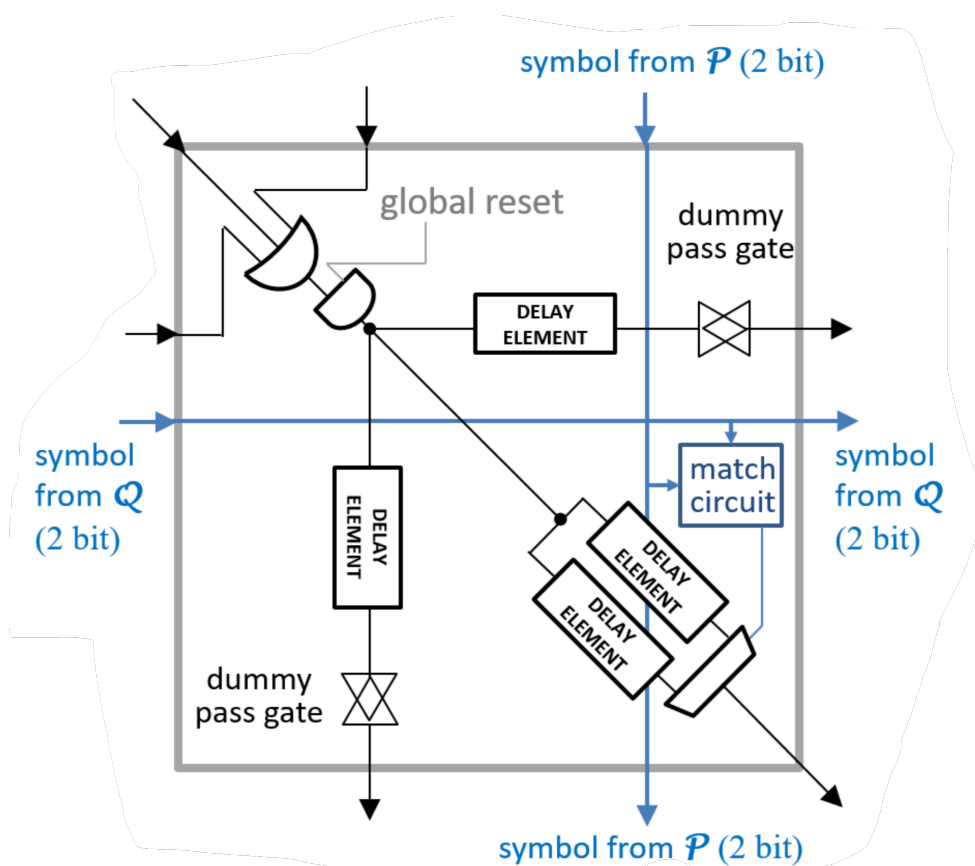 symbol from 𝒫 (2 bit)
global reset
dummy
pass gate
DELAY
ELEMENT
symbol
from 𝒬
(2 bit)
match
circuit
symbol
from 𝒬
(2 bit)
DELAY
ELEMENT
DELAY
ELEMENT
DELAY
ELEMENT
dummy
pass gate
symbol from 𝒫 (2 bit)